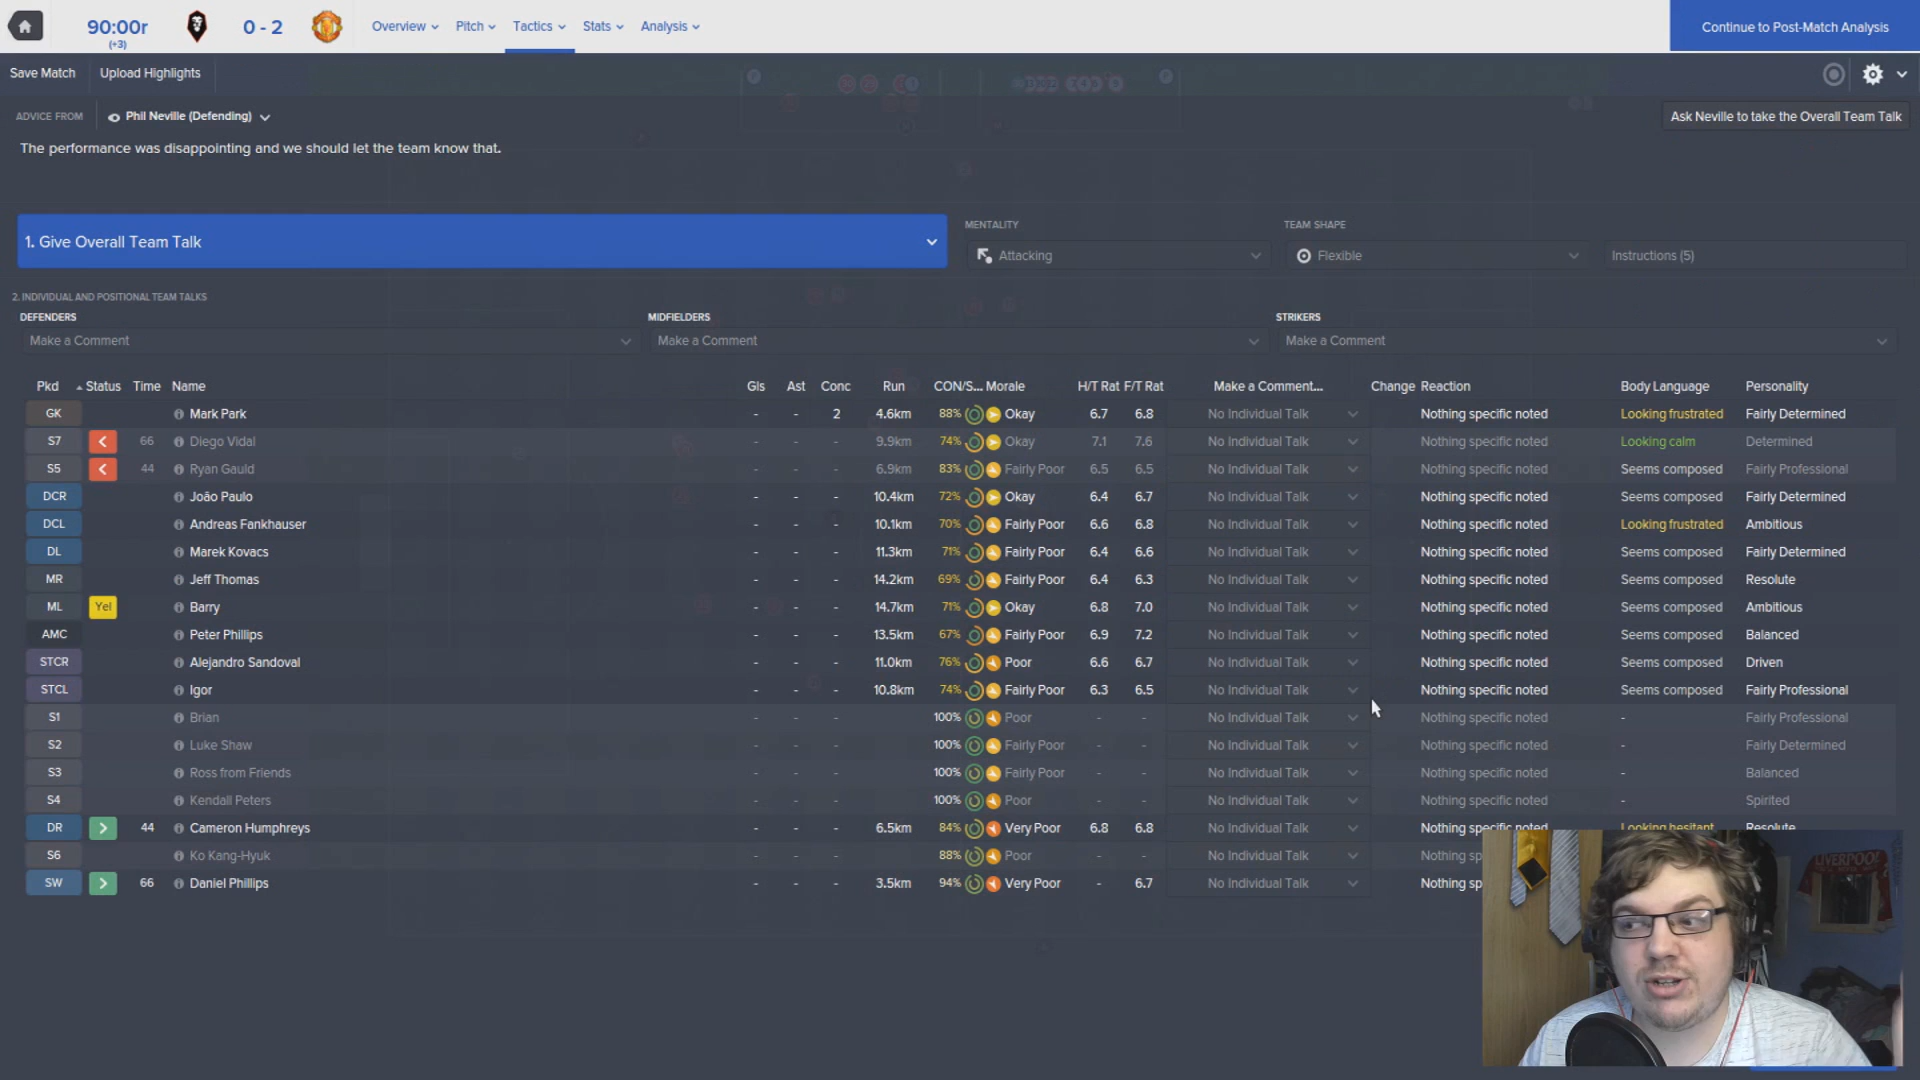 90:00r
(+3)
0 - 2
Overview
Pitch
Tactics
Stats
Analysis
Continue to Post-Match Analysis
Save Match
Upload Highlights
ADVICE FROM
Phil Neville (Defending)
Ask Neville to take the Overall Team Talk
The performance was disappointing and we should let the team know that.
1. Give Overall Team Talk
MENTALITY
Attacking
TEAM SHAPE
Flexible
Instructions (5)
2. INDIVIDUAL AND POSITIONAL TEAM TALKS
DEFENDERS
Make a Comment
MIDFIELDERS
Make a Comment
STRIKERS
Make a Comment
Pkd Status Time Name Gls Ast Conc Run CON/S... Morale H/T Rat F/T Rat Make a Comment... Change Reaction Body Language Personality
GK Mark Park - - 2 4.6km 88% Okay 6.7 6.8 No Individual Talk Nothing specific noted Looking frustrated Fairly Determined
S7 66 Diego Vidal - - - 9.9km 74% Okay 7.1 7.6 No Individual Talk Nothing specific noted Looking calm Determined
S5 44 Ryan Gauld - - - 6.9km 83% Fairly Poor 6.5 6.5 No Individual Talk Nothing specific noted Seems composed Fairly Professional
DCR João Paulo - - - 10.4km 72% Okay 6.4 6.7 No Individual Talk Nothing specific noted Seems composed Fairly Determined
DCL Andreas Fankhauser - - - 10.1km 70% Fairly Poor 6.6 6.8 No Individual Talk Nothing specific noted Looking frustrated Ambitious
DL Marek Kovacs - - - 11.3km 71% Fairly Poor 6.4 6.6 No Individual Talk Nothing specific noted Seems composed Fairly Determined
MR Jeff Thomas - - - 14.2km 69% Fairly Poor 6.4 6.3 No Individual Talk Nothing specific noted Seems composed Resolute
ML Yel Barry - - - 14.7km 71% Okay 6.8 7.0 No Individual Talk Nothing specific noted Seems composed Ambitious
AMC Peter Phillips - - - 13.5km 67% Fairly Poor 6.9 7.2 No Individual Talk Nothing specific noted Seems composed Balanced
STCR Alejandro Sandoval - - - 11.0km 76% Poor 6.6 6.7 No Individual Talk Nothing specific noted Seems composed Driven
STCL Igor - - - 10.8km 74% Fairly Poor 6.3 6.5 No Individual Talk Nothing specific noted Seems composed Fairly Professional
S1 Brian - - - 100% Poor - - No Individual Talk Nothing specific noted - Fairly Professional
S2 Luke Shaw - - - 100% Fairly Poor - - No Individual Talk Nothing specific noted - Fairly Determined
S3 Ross from Friends - - - 100% Fairly Poor - - No Individual Talk Nothing specific noted - Balanced
S4 Kendall Peters - - - 100% Poor - - No Individual Talk Nothing specific noted - Spirited
DR 44 Cameron Humphreys - - - 6.5km 84% Very Poor 6.8 6.8 No Individual Talk Nothing specific noted Looking hesitant Resolute
S6 Ko Kang-Hyuk - - - 88% Poor - - No Individual Talk Nothing sp
SW 66 Daniel Phillips - - - 3.5km 94% Very Poor - 6.7 No Individual Talk Nothing sp
LIVERPOOL